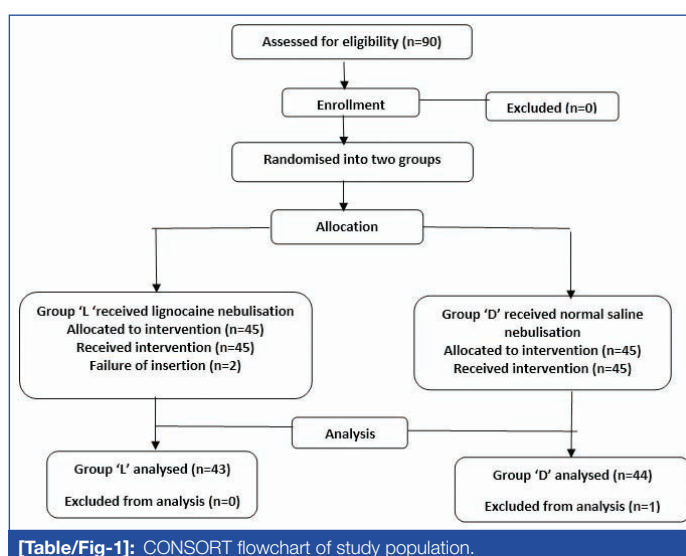 Assessed for eligibility (n=90)
Enrollment
Excluded (n=0)
Randomised into two groups
Allocation
Group ‘L ‘received lignocaine nebulisation
Allocated to intervention (n=45)
Received intervention (n=45)
Failure of insertion (n=2)
Group ‘D’ received normal saline
nebulisation
Allocated to intervention (n=45)
Received intervention (n=45)
Analysis
Group ‘L’ analysed (n=43)
Excluded from analysis (n=0)
Group ‘D’ analysed (n=44)
Excluded from analysis (n=1)
[Table/Fig-1]: CONSORT flowchart of study population.